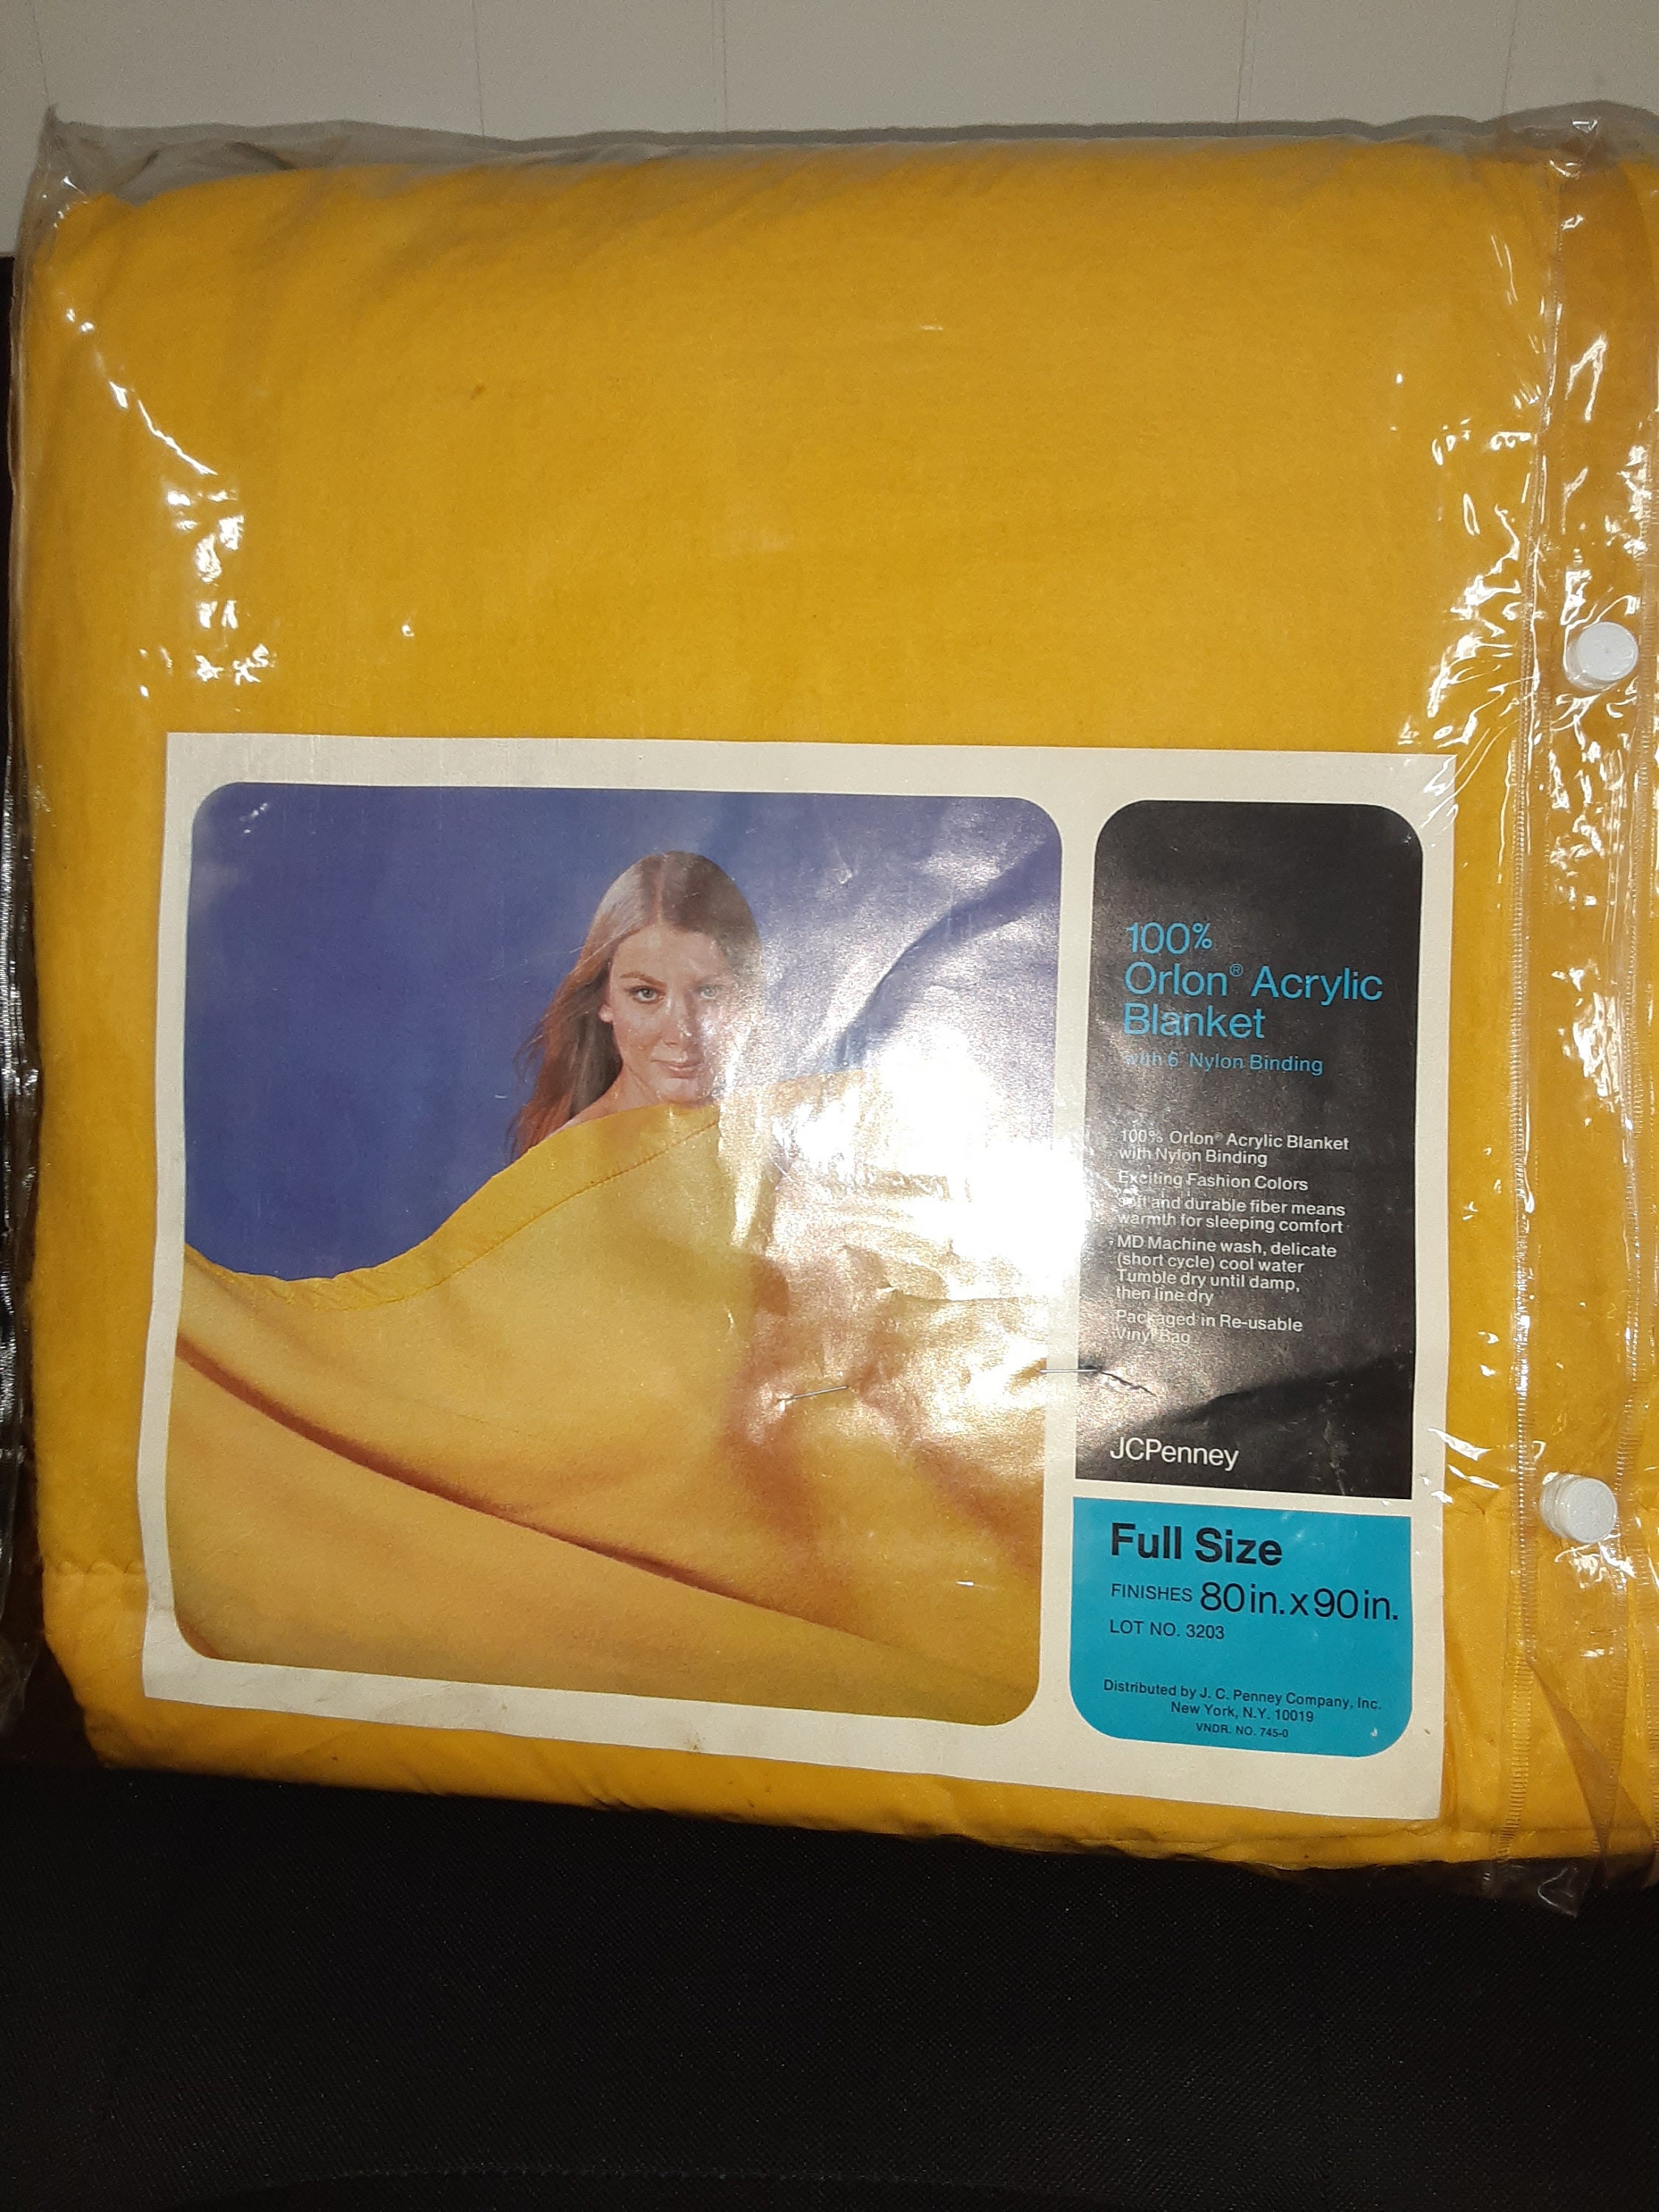 100%
Orlon® Acrylic
Blanket
with 6" Nylon Binding
100% Orlon® Acrylic Blanket
with Nylon Binding
Exciting Fashion Colors
Soft and durable fiber means
warmth for sleeping comfort
MD Machine wash, delicate
(short cycle) cool water
Tumble dry until damp,
then line dry
Packaged in Re-usable
Vinyl Bag
JCPenney
Full Size
FINISHES 80in.x90in.
LOT NO. 3203
Distributed by J. C. Penney Company, Inc.
New York, N.Y. 10019
VNDR. NO. 745-0